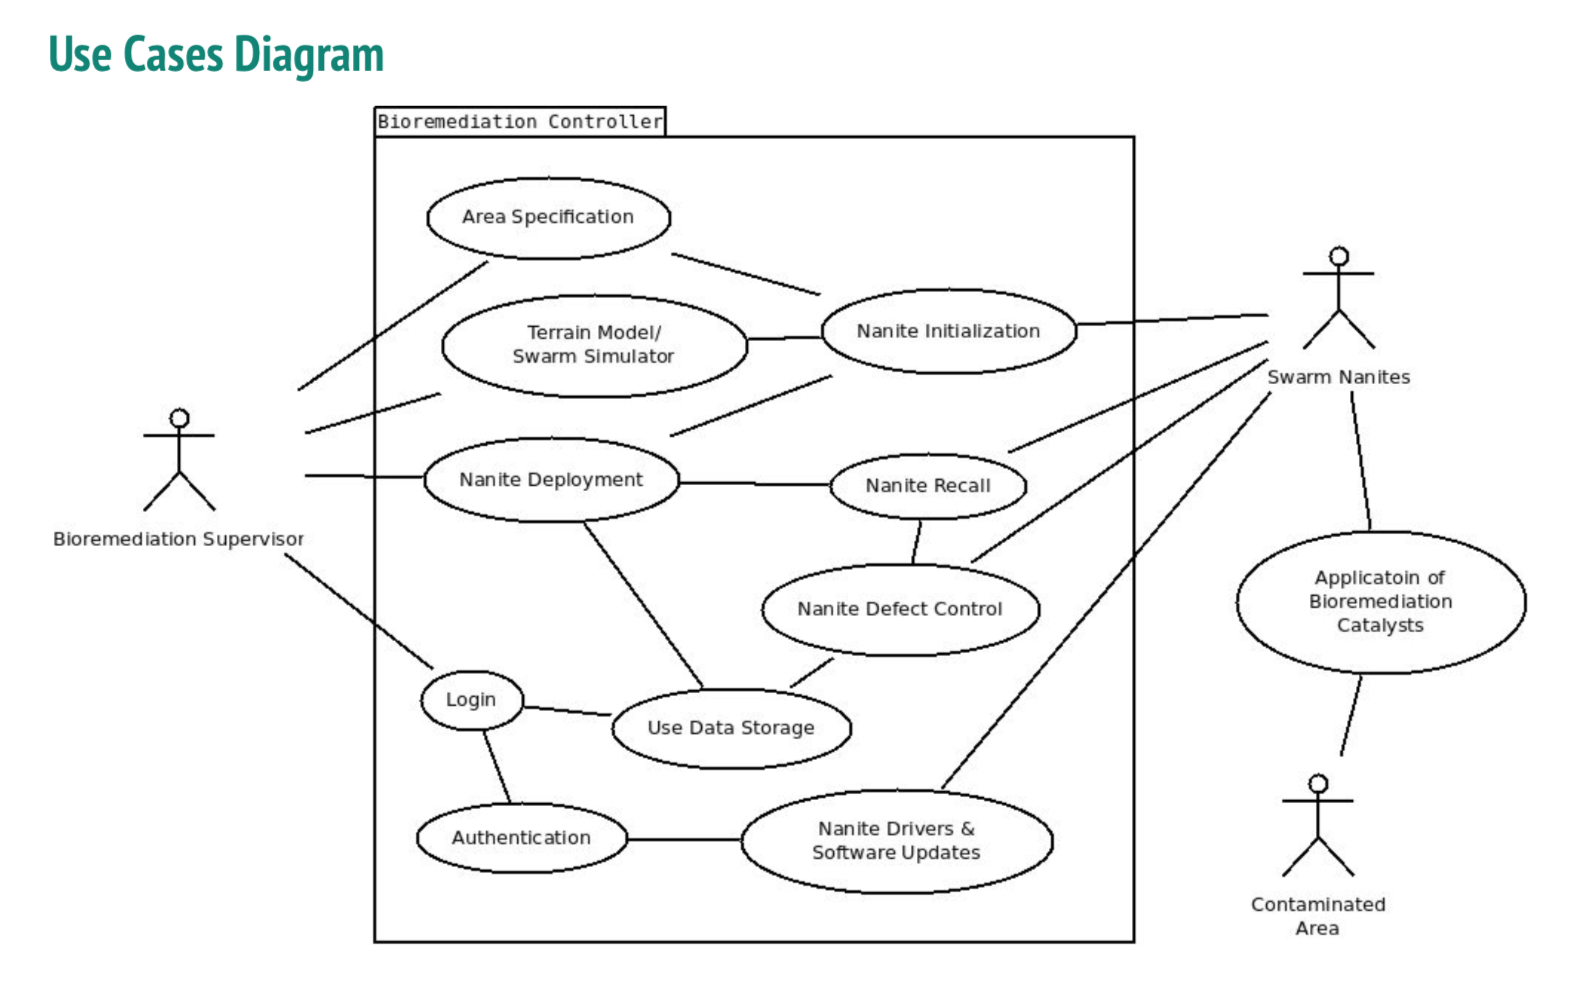 Use Cases Diagram
Bioremediation Controller
Area Specification
Terrain Model/
Swarm Simulator
Nanite Initialization
Swarm Nanites
Nanite Deployment
Nanite Recall
Bioremediation Supervisor
Nanite Defect Control
Applicatoin of
Bioremediation
Catalysts
Login
Use Data Storage
Authentication
Nanite Drivers &
Software Updates
Contaminated
Area